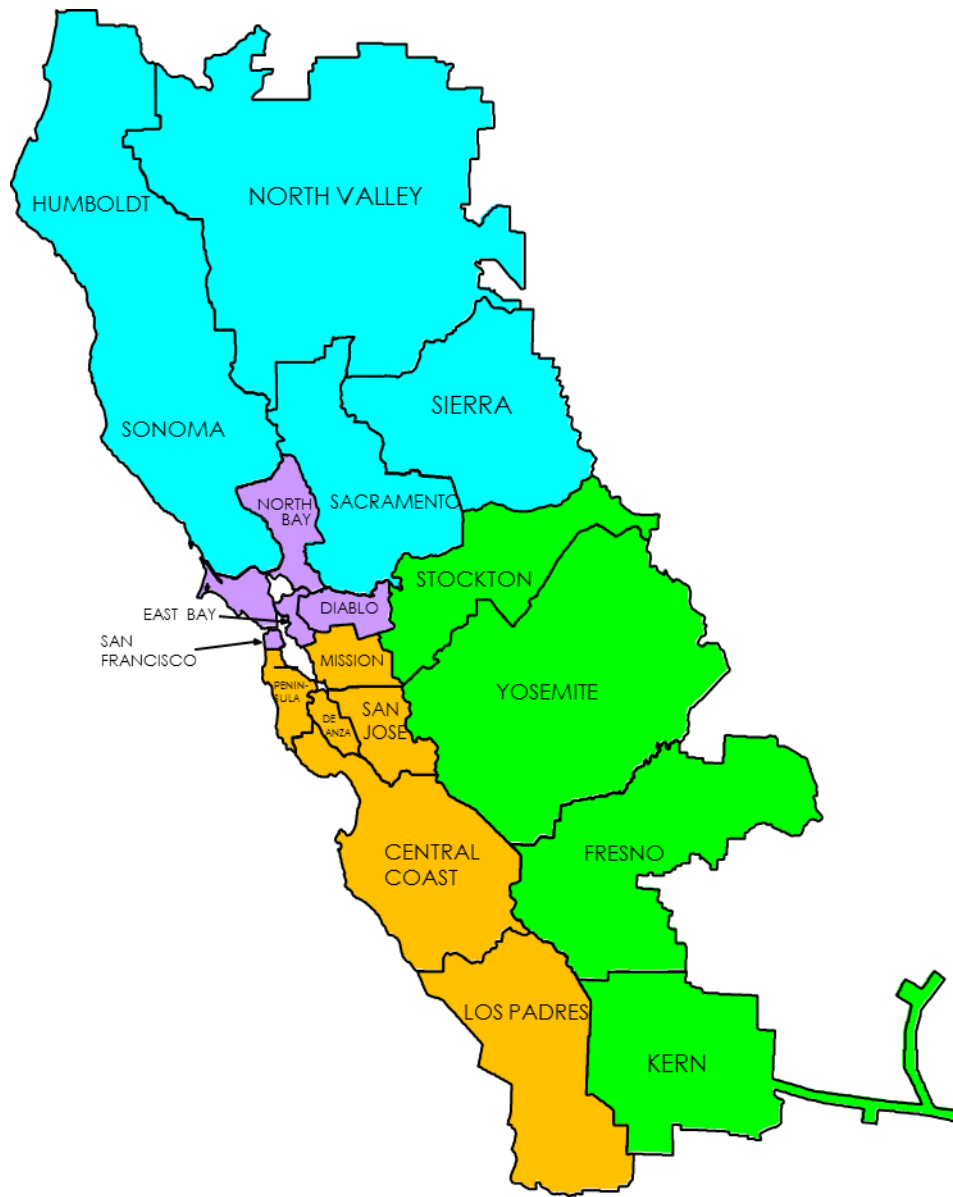 HUMBOLDT
NORTH VALLEY
SONOMA
SIERRA
NORTH
BAY
SACRAMENTO
STOCKTON
EAST BAY
DIABLO
SAN
FRANCISCO
MISSION
PENIN-
SULA
DE
ANZA
SAN
JOSE
YOSEMITE
CENTRAL
COAST
FRESNO
LOS PADRES
KERN